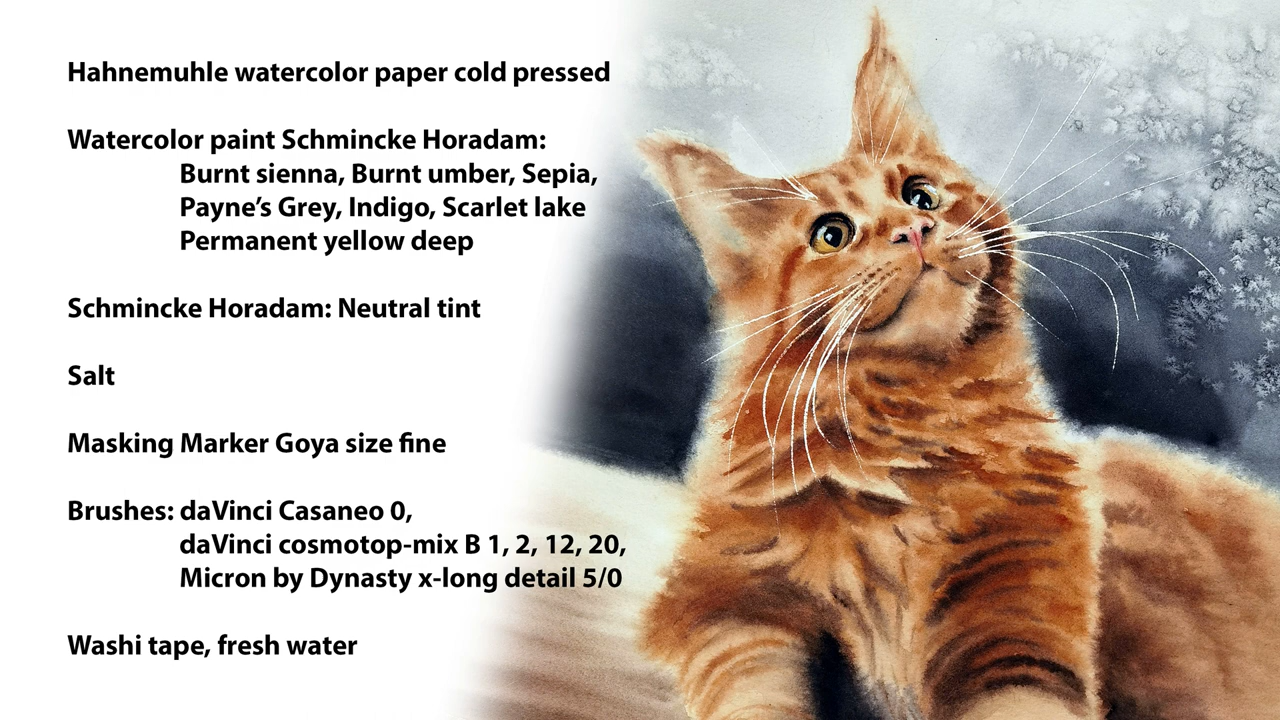 Hahnemuhle watercolor paper cold pressed
Watercolor paint Schmincke Horadam:
Burnt sienna, Burnt umber, Sepia,
Payne’s Grey, Indigo, Scarlet lake
Permanent yellow deep
Schmincke Horadam: Neutral tint
Salt
Masking Marker Goya size fine
Brushes: daVinci Casaneo 0,
daVinci cosmotop-mix B 1, 2, 12, 20,
Micron by Dynasty x-long detail 5/0
Washi tape, fresh water